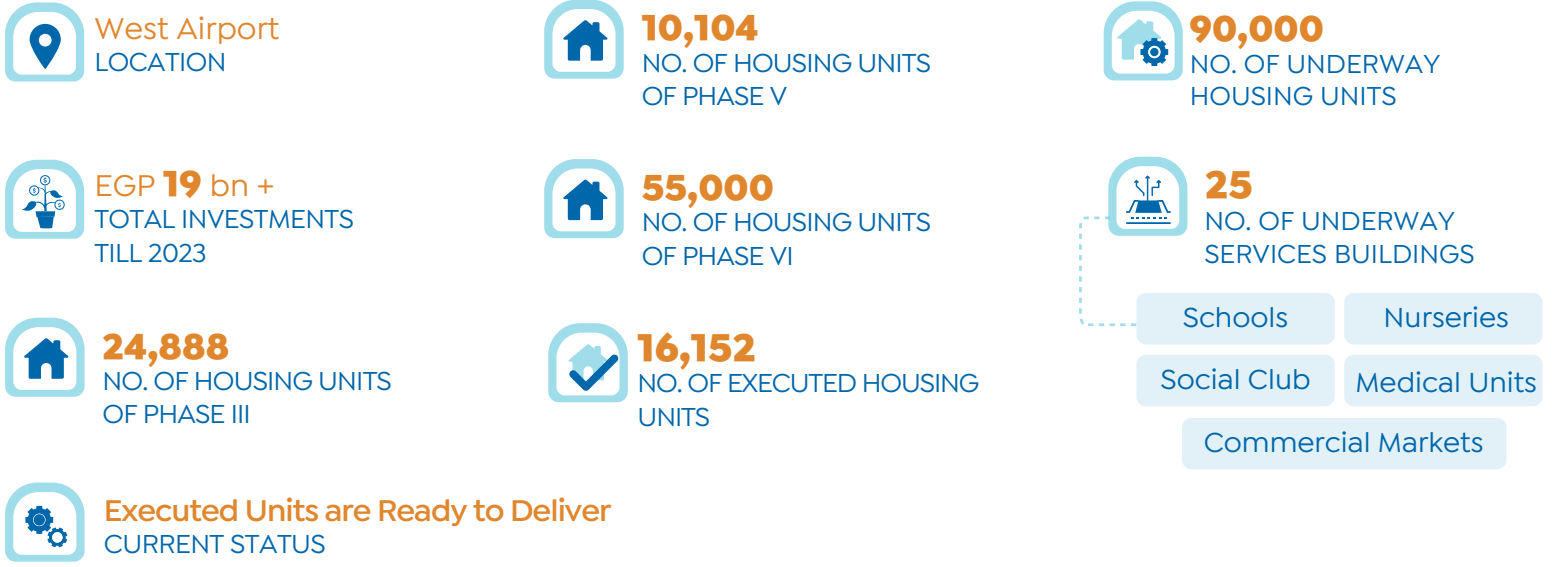 West Airport
LOCATION
10,104
NO. OF HOUSING UNITS
OF PHASE V
90,000
NO. OF UNDERWAY
HOUSING UNITS
EGP 19 bn +
TOTAL INVESTMENTS
TILL 2023
55,000
NO. OF HOUSING UNITS
OF PHASE VI
25
NO. OF UNDERWAY
SERVICES BUILDINGS
Schools
Nurseries
Social Club
Medical Units
Commercial Markets
24,888
NO. OF HOUSING UNITS
OF PHASE III
16,152
NO. OF EXECUTED HOUSING
UNITS
Executed Units are Ready to Deliver
CURRENT STATUS